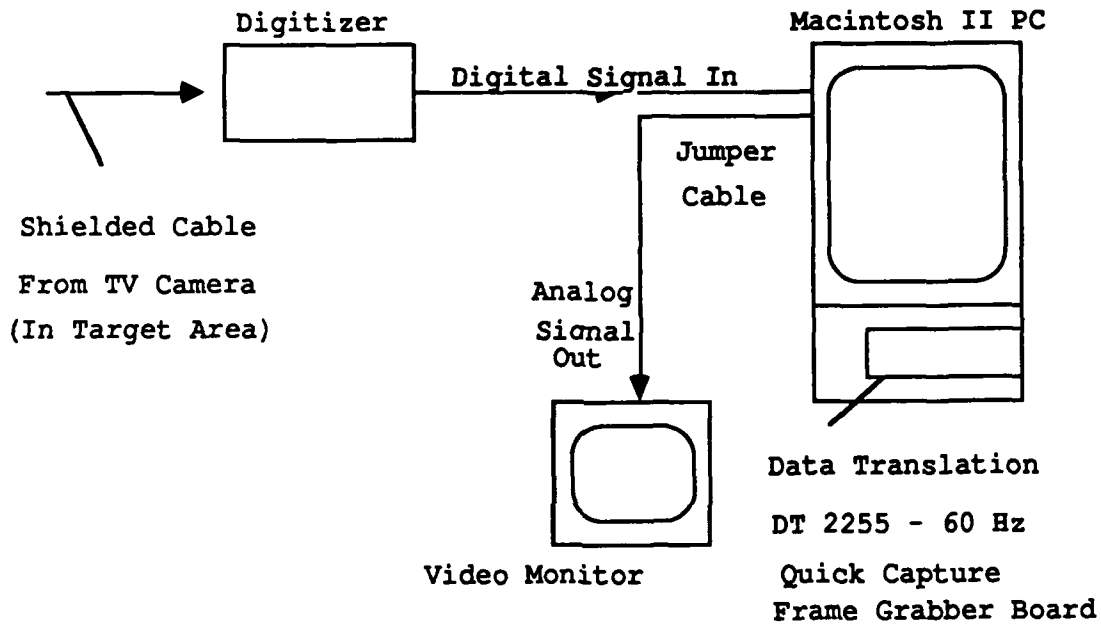 Digitizer
Macintosh II PC
Digital Signal In
Jumper
Cable
Shielded Cable
From TV Camera
(In Target Area)
Analog
Signal
Out
Data Translation
DT 2255 - 60 Hz
Video Monitor
Quick Capture
Frame Grabber Board